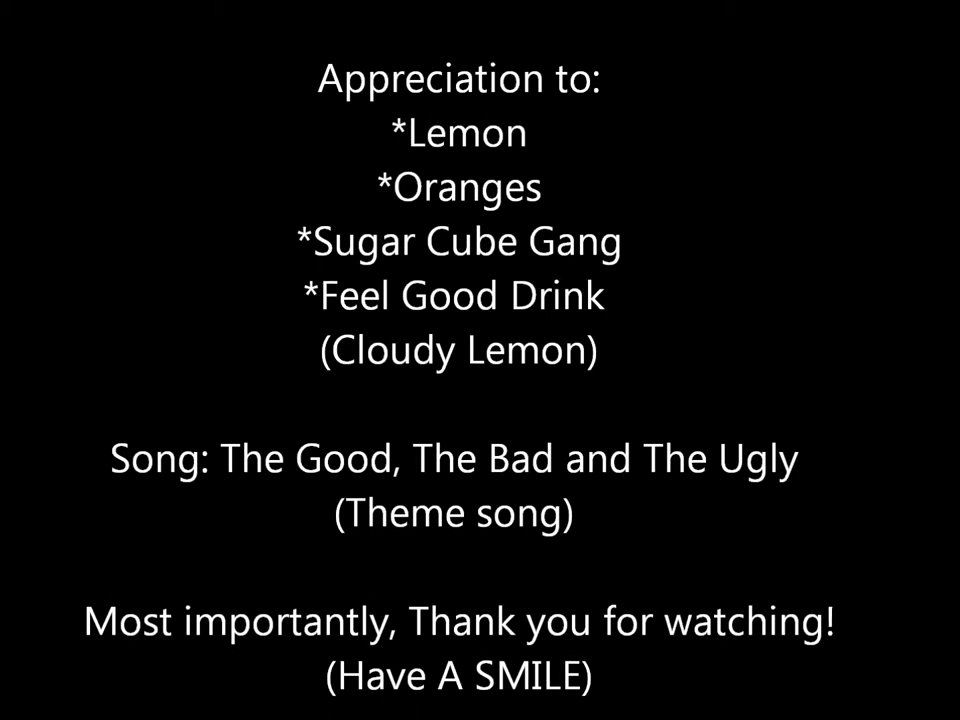 Appreciation to:
*Lemon
*Oranges
*Sugar Cube Gang
*Feel Good Drink
(Cloudy Lemon)
Song: The Good, The Bad and The Ugly
(Theme song)
Most importantly, Thank you for watching!
(Have A SMILE)